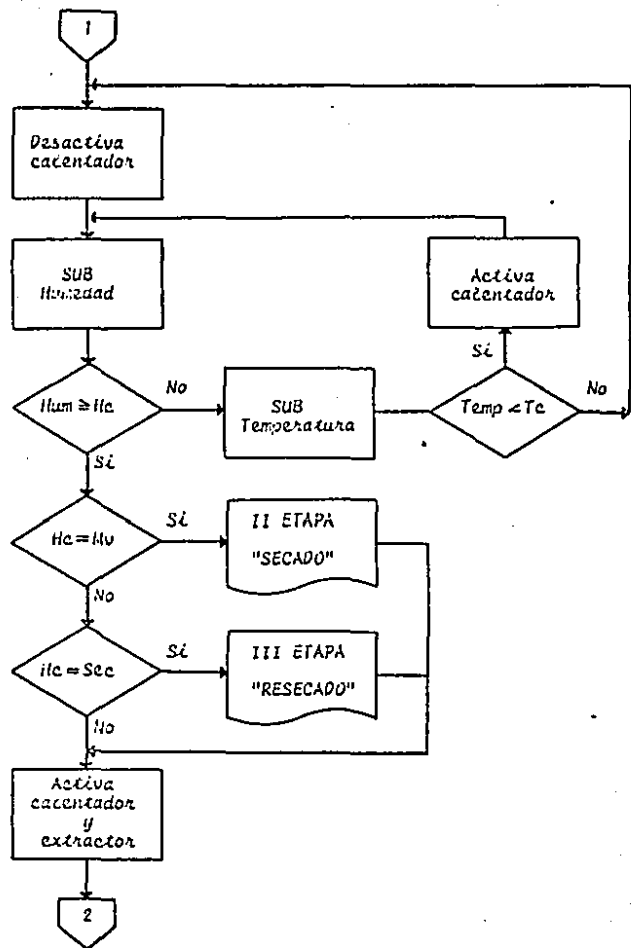 1
Desactiva
calentador
SUB
Humedad
Activa
calentador
Si
Hum ≥ Hc
No
SUB
Temperatura
Temp < Tc
No
Si
Hc = Hv
Si
II ETAPA
"SECADO"
No
Hc = Sec
Si
III ETAPA
"RESECADO"
No
Activa
calentador
y
extractor
2